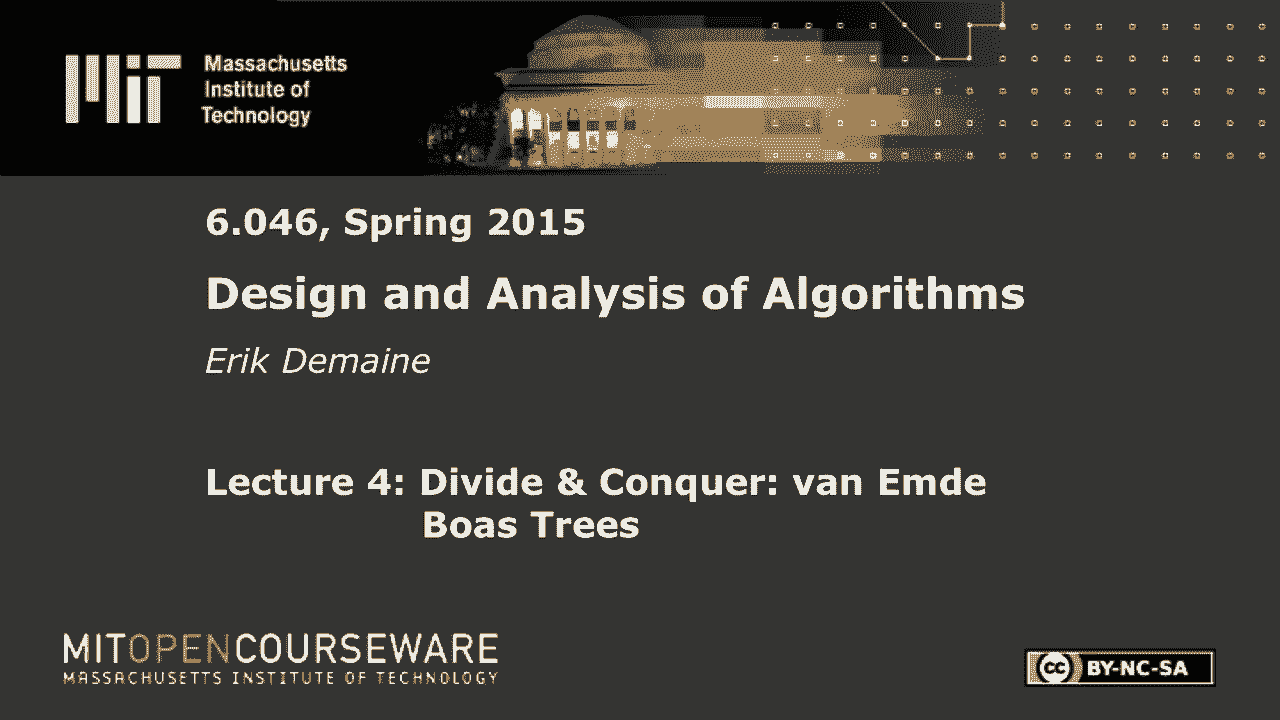 MIT
Massachusetts
Institute of
Technology
6.046, Spring 2015
Design and Analysis of Algorithms
Erik Demaine
Lecture 4: Divide & Conquer: van Emde
Boas Trees
MITOPENCOURSEWARE
MASSACHUSETTS INSTITUTE OF TECHNOLOGY
cc BY-NC-SA